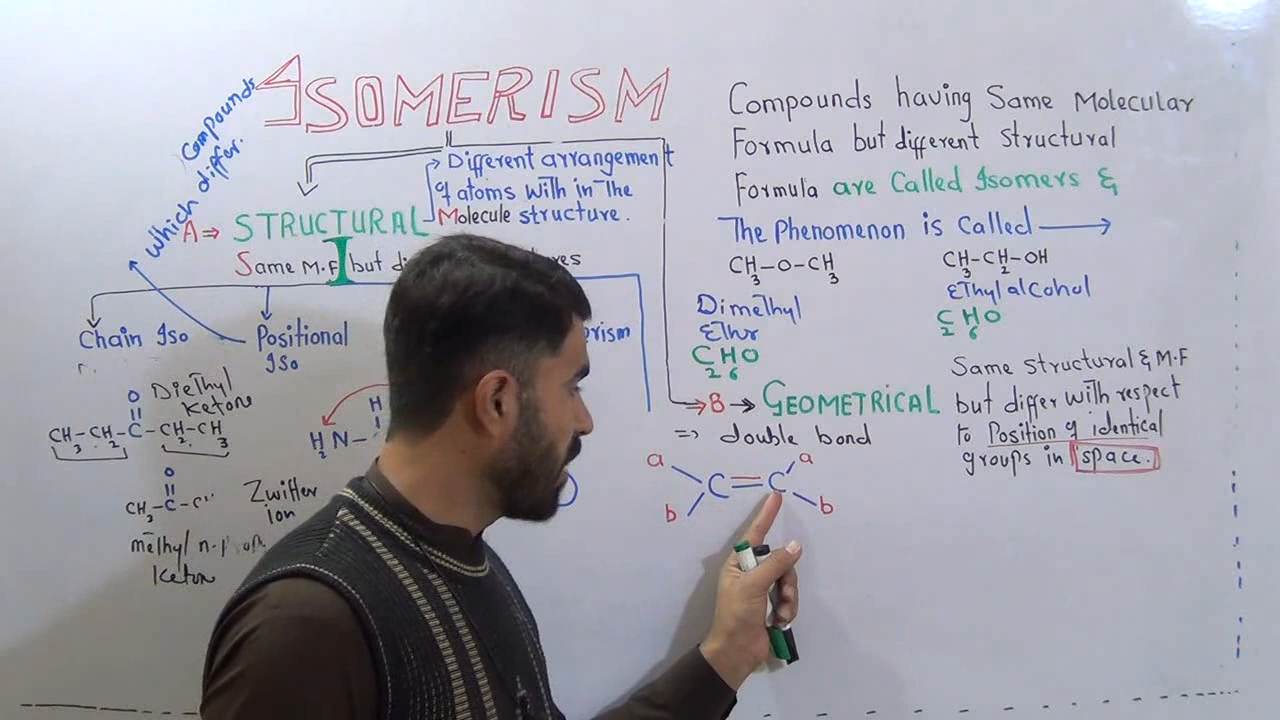 ISOMERISM
Which Compounds
differ.
Different arrangement
of atoms with in the
Molecule structure.
A ⇒ STRUCTURAL
Same M.F but
Chain Iso
Positional
Iso
Diethyl
Ketone
O
CH3-CH2-C-CH2-CH3
H
H2N-
O
CH3-C-C
Zwitter
ion
methyl
Keton
Compounds having Same Molecular
Formula but different structural
Formula are Called Isomers &
The Phenomenon is Called →
CH3-O-CH3
CH3-CH2-OH
Dimethyl
Ethr
C2H6O
Ethyl alcohol
C2H6O
B → GEOMETRICAL
Same structural & M.F
but differ with respect
to Position of identical
groups in space.
⇒ double bond
a a
C=C
b b